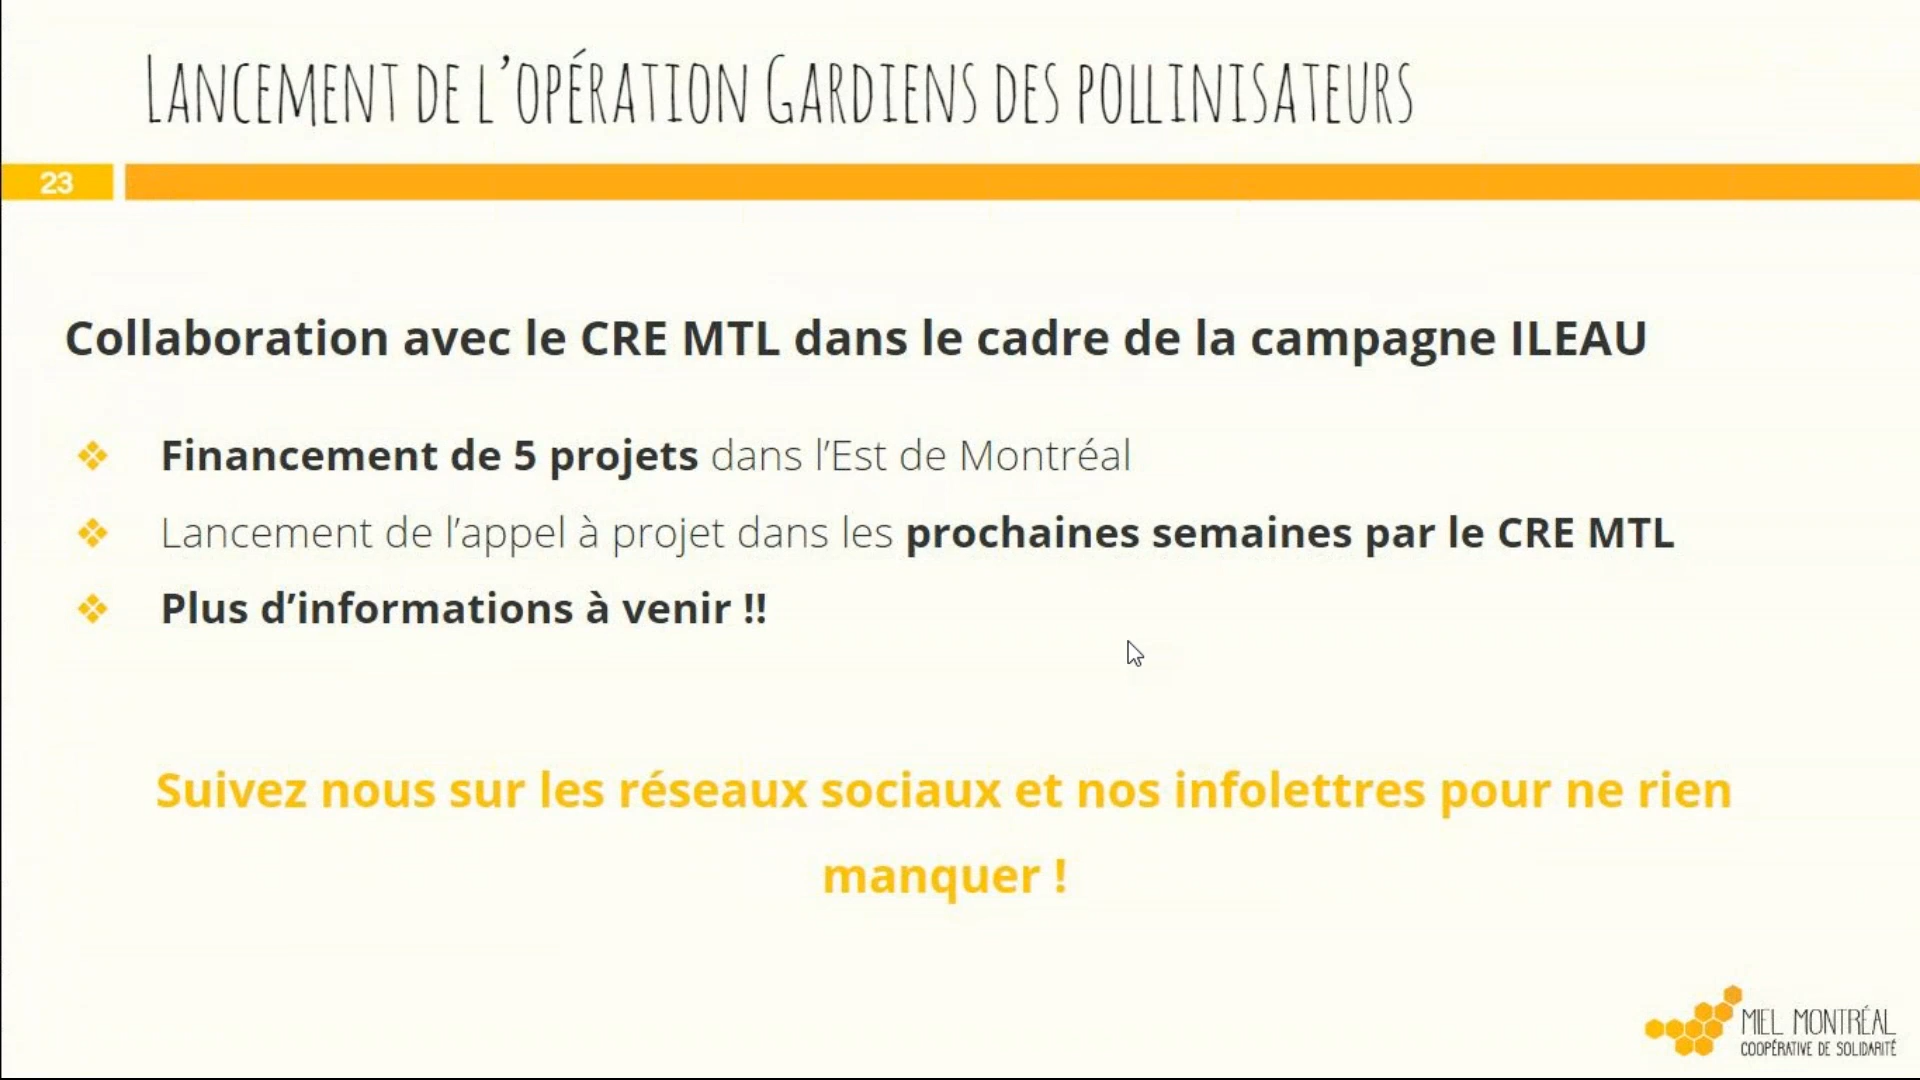 Lancement de l’opération Gardiens des pollinisateurs
23
Collaboration avec le CRE MTL dans le cadre de la campagne ILEAU
❖ Financement de 5 projets dans l’Est de Montréal
❖ Lancement de l’appel à projet dans les prochaines semaines par le CRE MTL
❖ Plus d’informations à venir !!
Suivez nous sur les réseaux sociaux et nos infolettres pour ne rien
manquer !
MIEL MONTRÉAL
COOPÉRATIVE DE SOLIDARITÉ